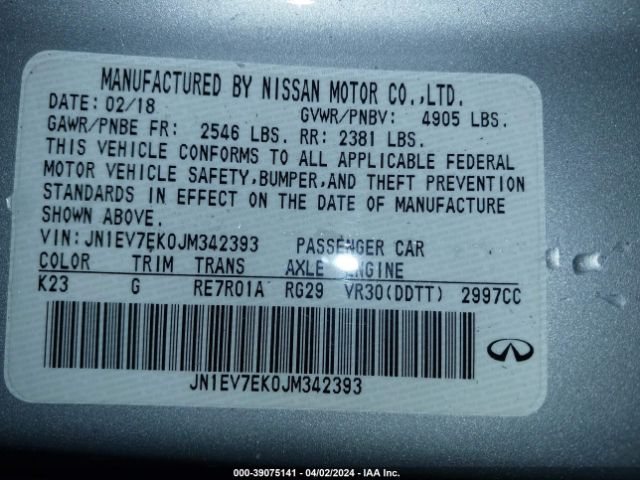 MANUFACTURED BY NISSAN MOTOR CO.,LTD.
DATE: 02/18 GVWR/PNBV: 4905 LBS.
GAWR/PNBE FR: 2546 LBS. RR: 2381 LBS.
THIS VEHICLE CONFORMS TO ALL APPLICABLE FEDERAL
MOTOR VEHICLE SAFETY,BUMPER,AND THEFT PREVENTION
STANDARDS IN EFFECT ON THE DATE OF MANUFACTURE
SHOWN ABOVE.
VIN:JN1EV7EK0JM342393 PASSENGER CAR
COLOR TRIM TRANS AXLE ENGINE
K23 G RE7R01A RG29 VR30(DDTT) 2997CC
JN1EV7EK0JM342393
000-39075141 - 04/02/2024 - IAA Inc.